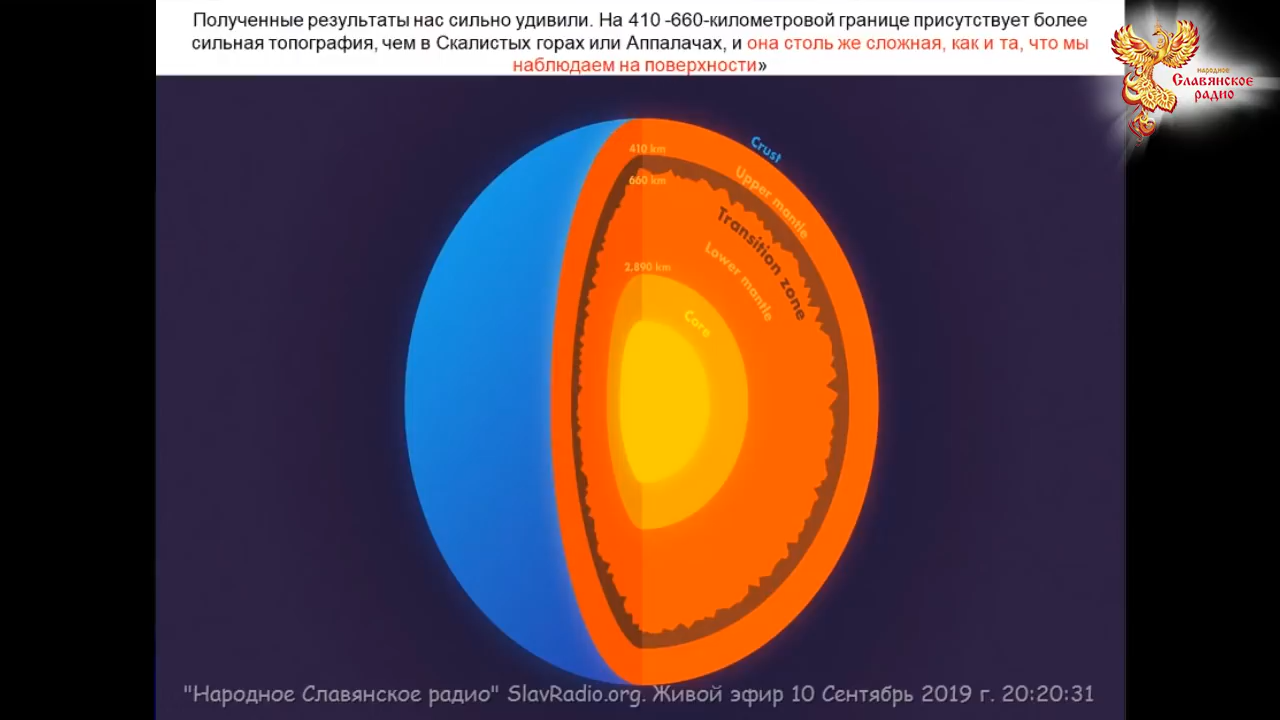 Полученные результаты нас сильно удивили. На 410 -660-километровой границе присутствует более
сильная топография, чем в Скалистых горах или Аппалачах, и она столь же сложная, как и та, что мы
наблюдаем на поверхности»
народное
Славянское
радио
Crust
410 km
Upper mantle
660 km
Transition zone
Lower mantle
2,890 km
Core
"Народное Славянское радио" SlavRadio.org. Живой эфир 10 Сентябрь 2019 г. 20:20:31